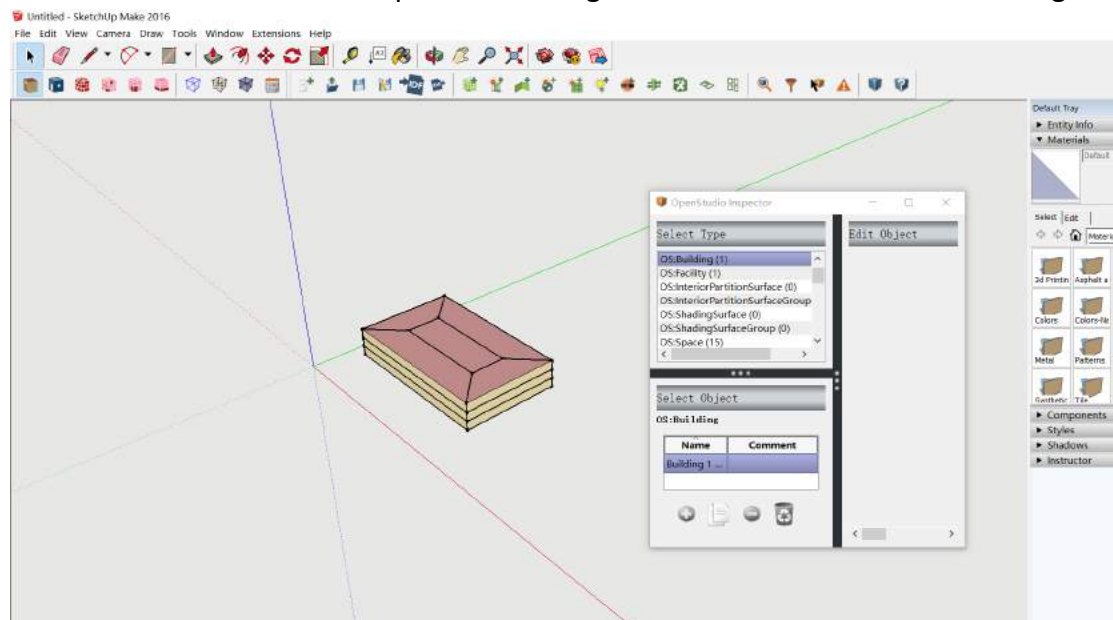 Untitled - SketchUp Make 2016
File Edit View Camera Draw Tools Window Extensions Help
Default Tray
Entity Info
Materials
Default
OpenStudio Inspector
Select Type
Edit Object
OS:Building (1)
OS:Facility (1)
OS:InteriorPartitionSurface (0)
OS:InteriorPartitionSurfaceGroup
OS:ShadingSurface (0)
OS:ShadingSurfaceGroup (0)
OS:Space (15)
Select Edit
Materi
3d Printin Asphalt a
Colors Colors-Na
Metal Patterns
Tile
Select Object
OS:Building
Name Comment
Building 1 ...
Components
Styles
Shadows
Instructor